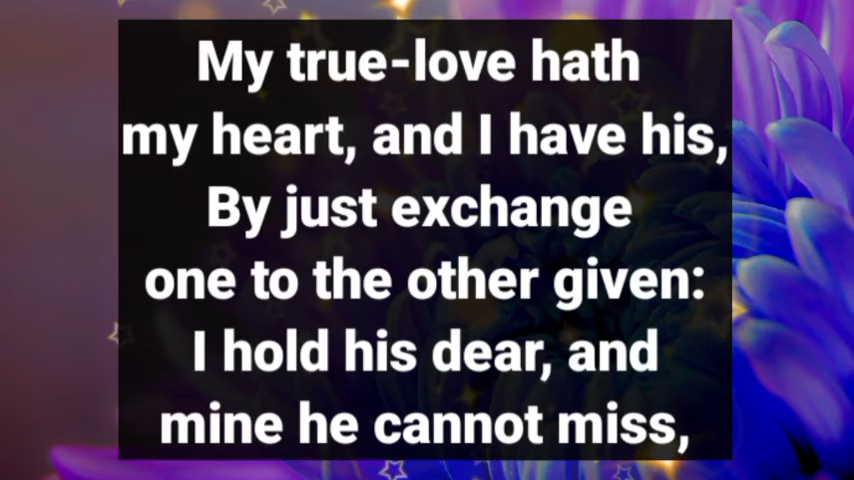 My true-love hath
my heart, and I have his,
By just exchange
one to the other given:
I hold his dear, and
mine he cannot miss,